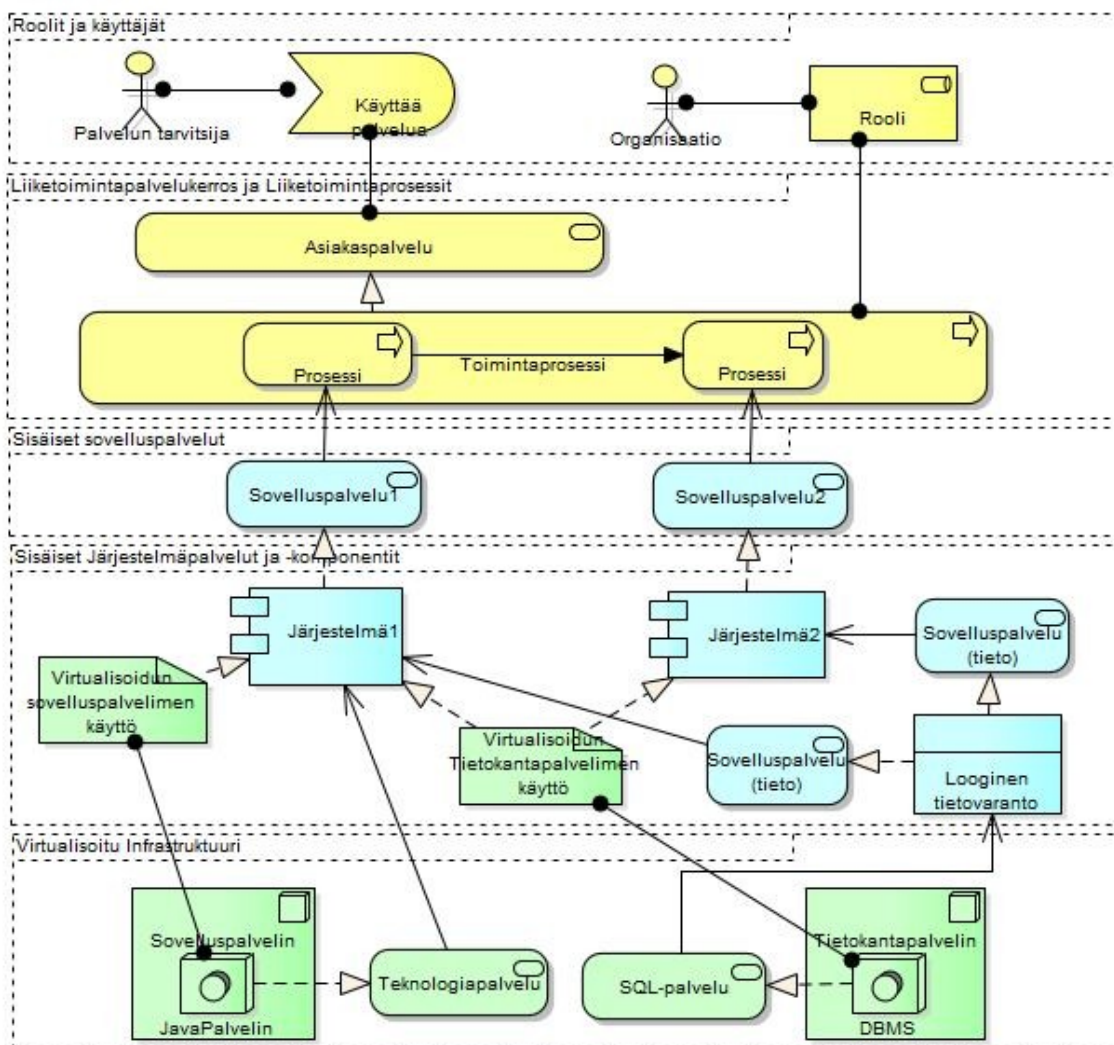 Roolit ja käyttäjät
Käyttää
palvelua
Palvelun tarvitsija
Organisaatio
Rooli
Liiketoimintapalvelukerros ja Liiketoimintaprosessit
Asiakaspalvelu
Prosessi
Toimintaprosessi
Prosessi
Sisäiset sovelluspalvelut
Sovelluspalvelu1
Sovelluspalvelu2
Sisäiset Järjestelmäpalvelut ja -komponentit
Järjestelmä1
Järjestelmä2
Sovelluspalvelu
(tieto)
Virtualisoidun
sovelluspalvelimen
käyttö
Virtualisoidun
Tietokantapalvelimen
käyttö
Sovelluspalvelu
(tieto)
Looginen
tietovaranto
Virtualisoitu Infrastruktuuri
Sovelluspalvelin
JavaPalvelin
Teknologiapalvelu
SQL-palvelu
Tietokantapalvelin
DBMS